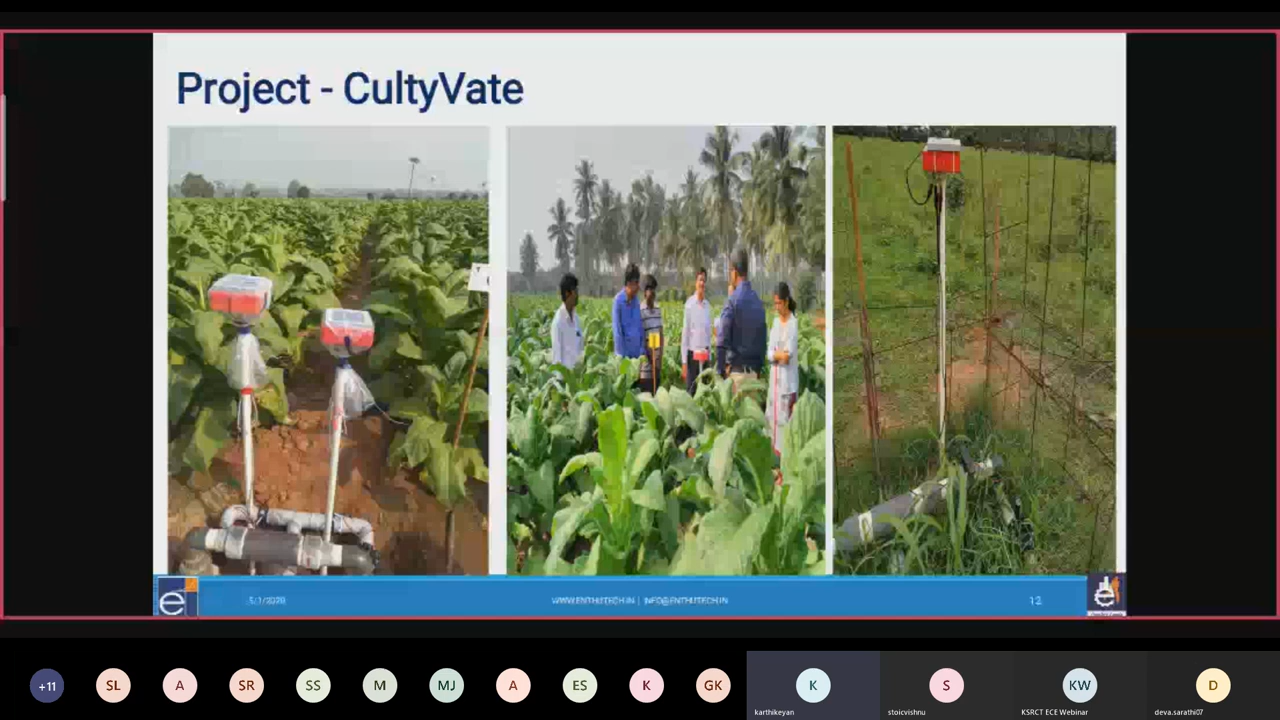 Project - CultyVate
WWW.ENTHUTECH.IN | INFO@ENTHUTECH.IN
12
+11
SL
A
SR
SS
M
MJ
A
ES
K
GK
K
S
KW
D
karthikeyan
stoicvishnu
KSRCT ECE Webinar
deva.sarathi07